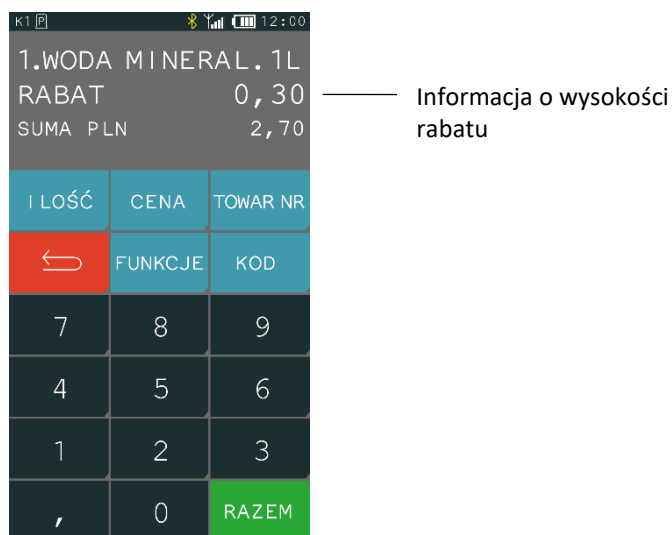 K1 P 12:00
1.WODA MINERAL.1L
RABAT 0,30
SUMA PLN 2,70
Informacja o wysokości
rabatu
ILOŚĆ CENA TOWAR NR
FUNKCJE KOD
7 8 9
4 5 6
1 2 3
, 0 RAZEM